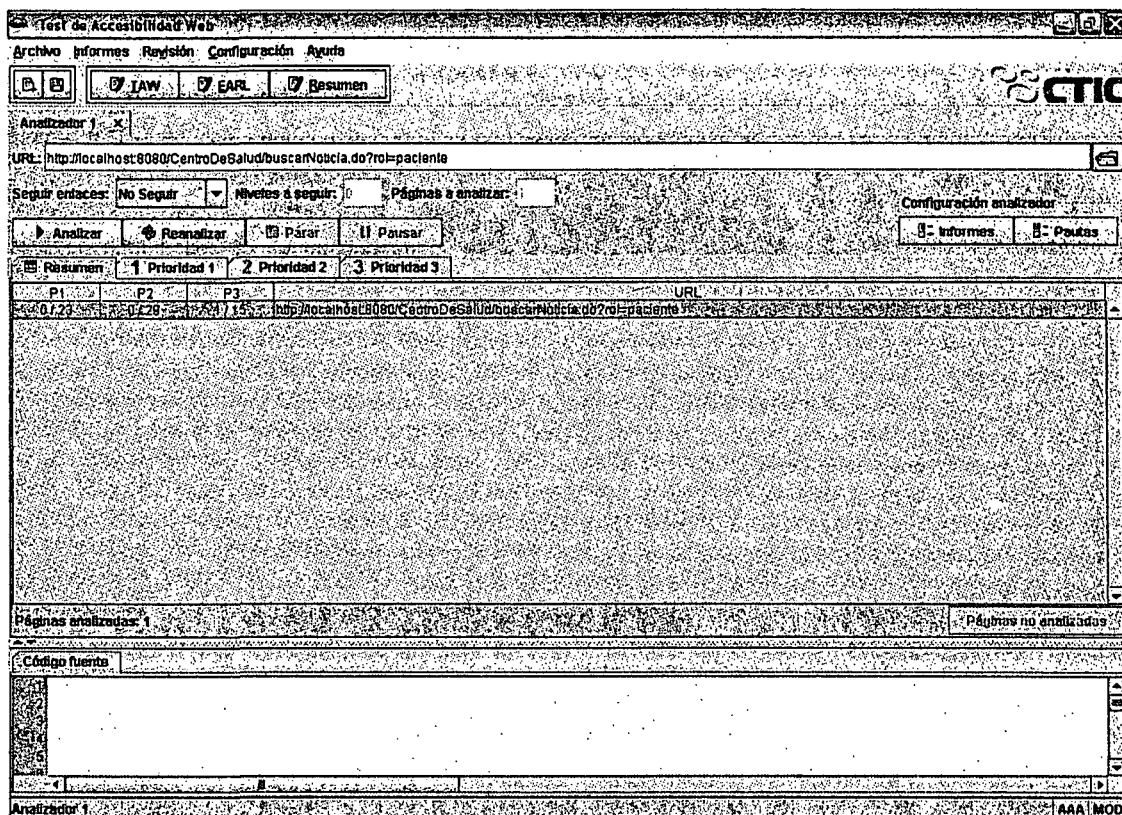 Test de Accesibilidad Web
Archivo Informes Revisión Configuración Ayuda
TAW EARL Resumen
CTIC
Analizador 1 X
URL: http://localhost:8080/CentroDeSalud/buscarNoticia.do?rol=paciente
Seguir enlaces: No Seguir Niveles a seguir: 0 Páginas a analizar: 1
Configuración analizador
Analizar Reanalizar Parar Pausar Informes Pautas
Resumen 1 Prioridad 1 2 Prioridad 2 3 Prioridad 3
P1 P2 P3 URL
http://localhost:8080/CentroDeSalud/buscarNoticia.do?rol=paciente
Páginas analizadas: 1 Páginas no analizadas
Código fuente
Analizador 1 AAA MOD